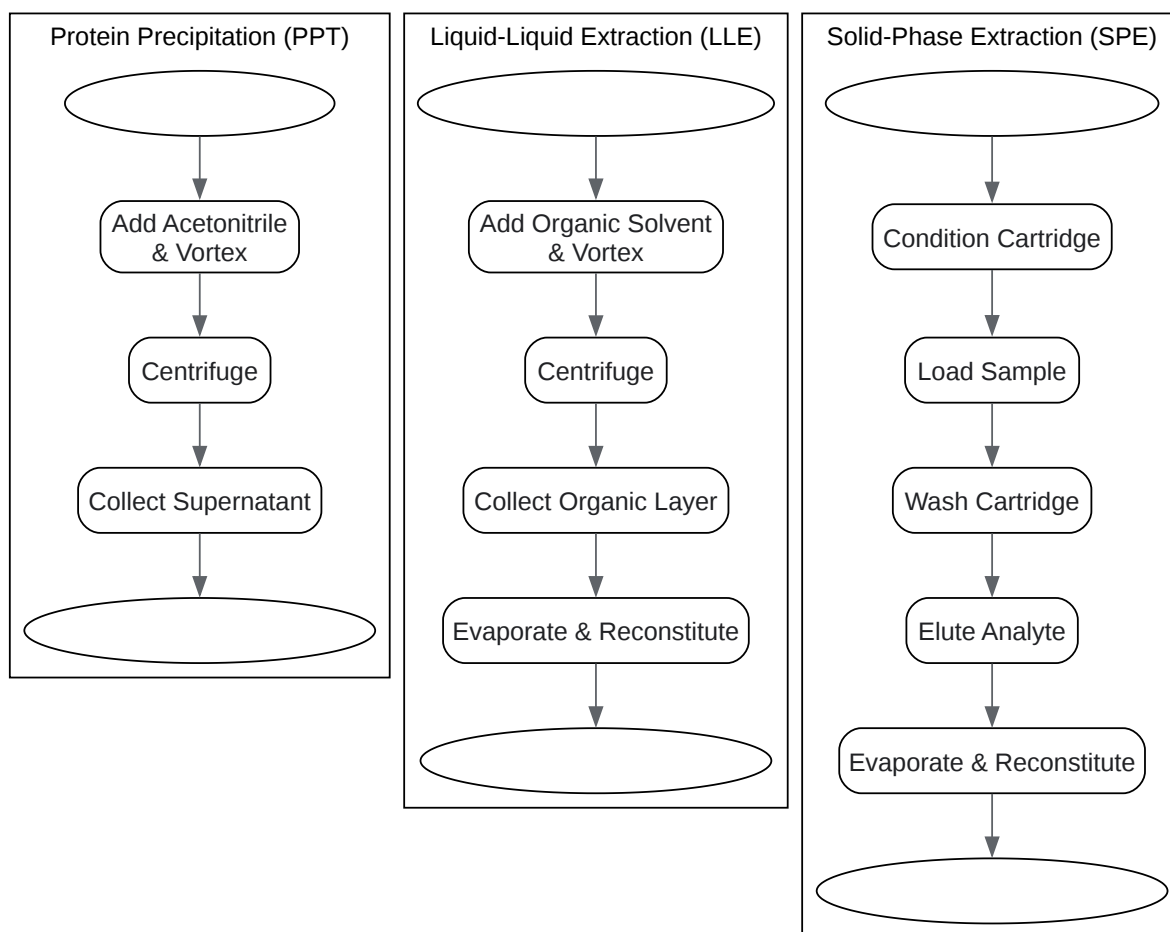 Protein Precipitation (PPT)
Add Acetonitrile
& Vortex
Centrifuge
Collect Supernatant
Liquid-Liquid Extraction (LLE)
Add Organic Solvent
& Vortex
Centrifuge
Collect Organic Layer
Evaporate & Reconstitute
Solid-Phase Extraction (SPE)
Condition Cartridge
Load Sample
Wash Cartridge
Elute Analyte
Evaporate & Reconstitute